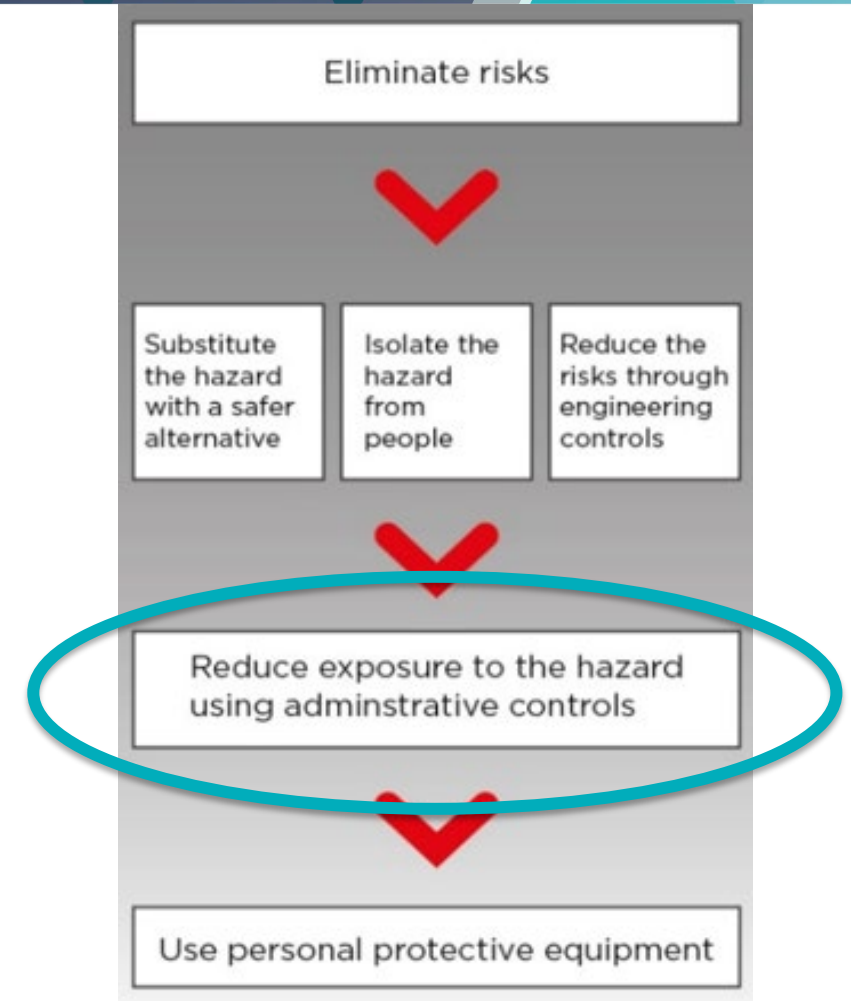 Eliminate risks
Substitute
the hazard
with a safer
alternative
Isolate the
hazard
from
people
Reduce the
risks through
engineering
controls
Reduce exposure to the hazard
using adminstrative controls
Use personal protective equipment